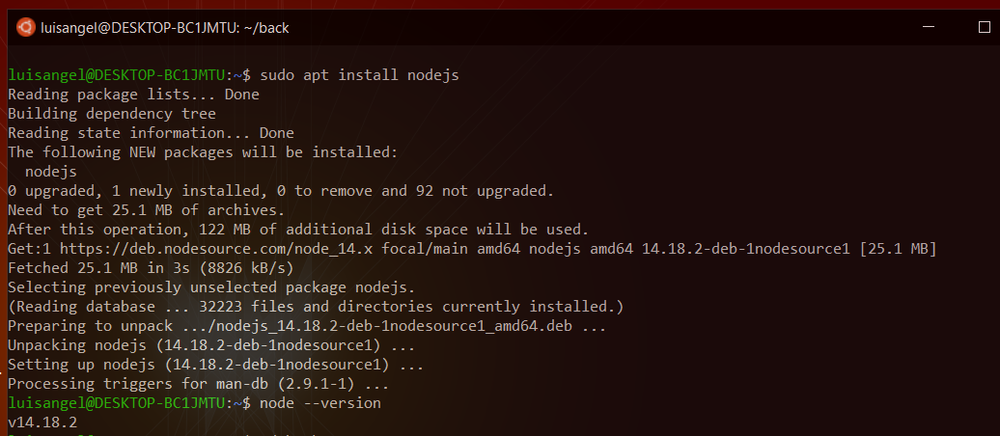 luisangel@DESKTOP-BC1JMTU: ~/back
luisangel@DESKTOP-BC1JMTU:~$ sudo apt install nodejs
Reading package lists... Done
Building dependency tree
Reading state information... Done
The following NEW packages will be installed:
  nodejs
0 upgraded, 1 newly installed, 0 to remove and 92 not upgraded.
Need to get 25.1 MB of archives.
After this operation, 122 MB of additional disk space will be used.
Get:1 https://deb.nodesource.com/node_14.x focal/main amd64 nodejs amd64 14.18.2-deb-1nodesource1 [25.1 MB]
Fetched 25.1 MB in 3s (8826 kB/s)
Selecting previously unselected package nodejs.
(Reading database ... 32223 files and directories currently installed.)
Preparing to unpack .../nodejs_14.18.2-deb-1nodesource1_amd64.deb ...
Unpacking nodejs (14.18.2-deb-1nodesource1) ...
Setting up nodejs (14.18.2-deb-1nodesource1) ...
Processing triggers for man-db (2.9.1-1) ...
luisangel@DESKTOP-BC1JMTU:~$ node --version
v14.18.2